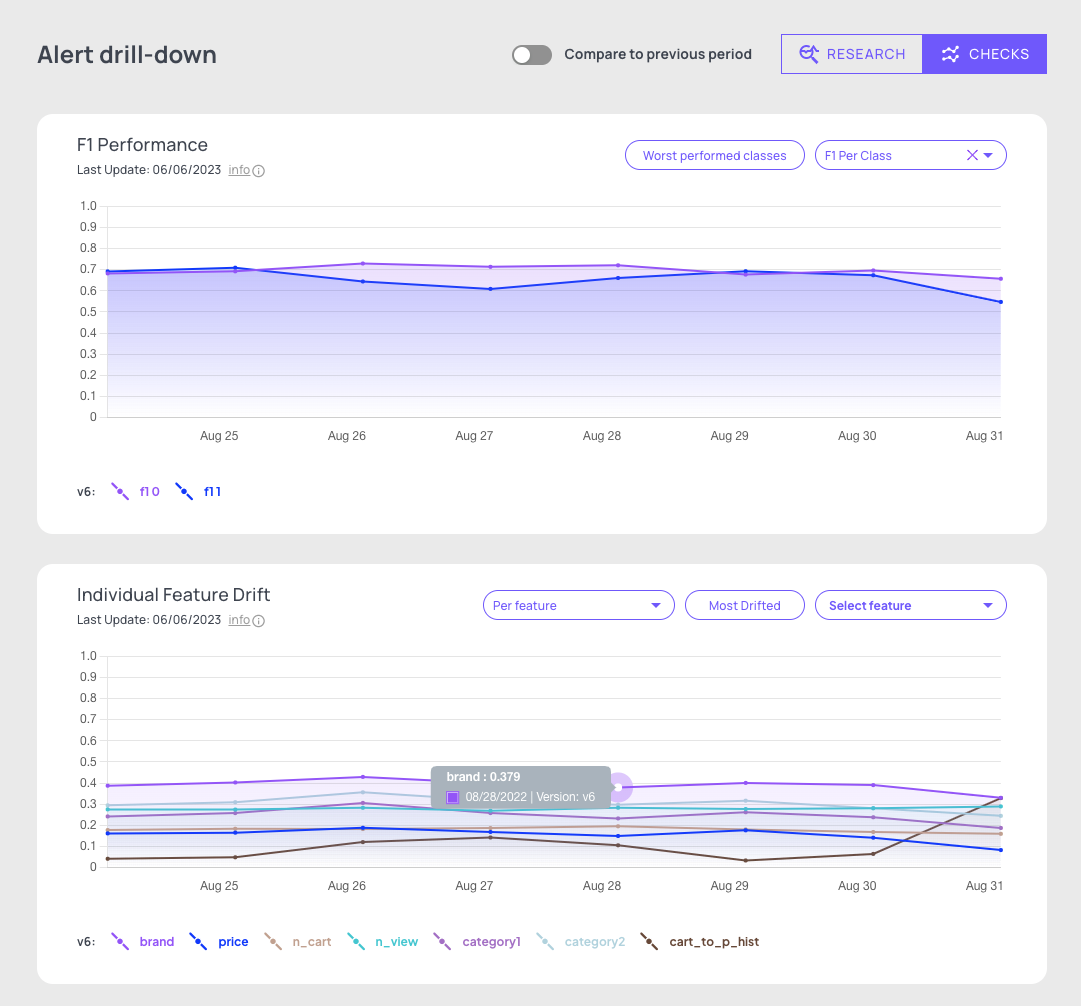 Alert drill-down
Compare to previous period
RESEARCH
CHECKS
F1 Performance
Last Update: 06/06/2023 info
Worst performed classes
F1 Per Class
1.0
0.9
0.8
0.7
0.6
0.5
0.4
0.3
0.2
0.1
0
Aug 25 Aug 26 Aug 27 Aug 28 Aug 29 Aug 30 Aug 31
v6: f1 0 f1 1
Individual Feature Drift
Last Update: 06/06/2023 info
Per feature
Most Drifted
Select feature
1.0
0.9
0.8
0.7
0.6
0.5
0.4
0.3
0.2
0.1
0
brand : 0.379
08/28/2022 | Version: v6
Aug 25 Aug 26 Aug 27 Aug 28 Aug 29 Aug 30 Aug 31
v6: brand price n_cart n_view category1 category2 cart_to_p_hist